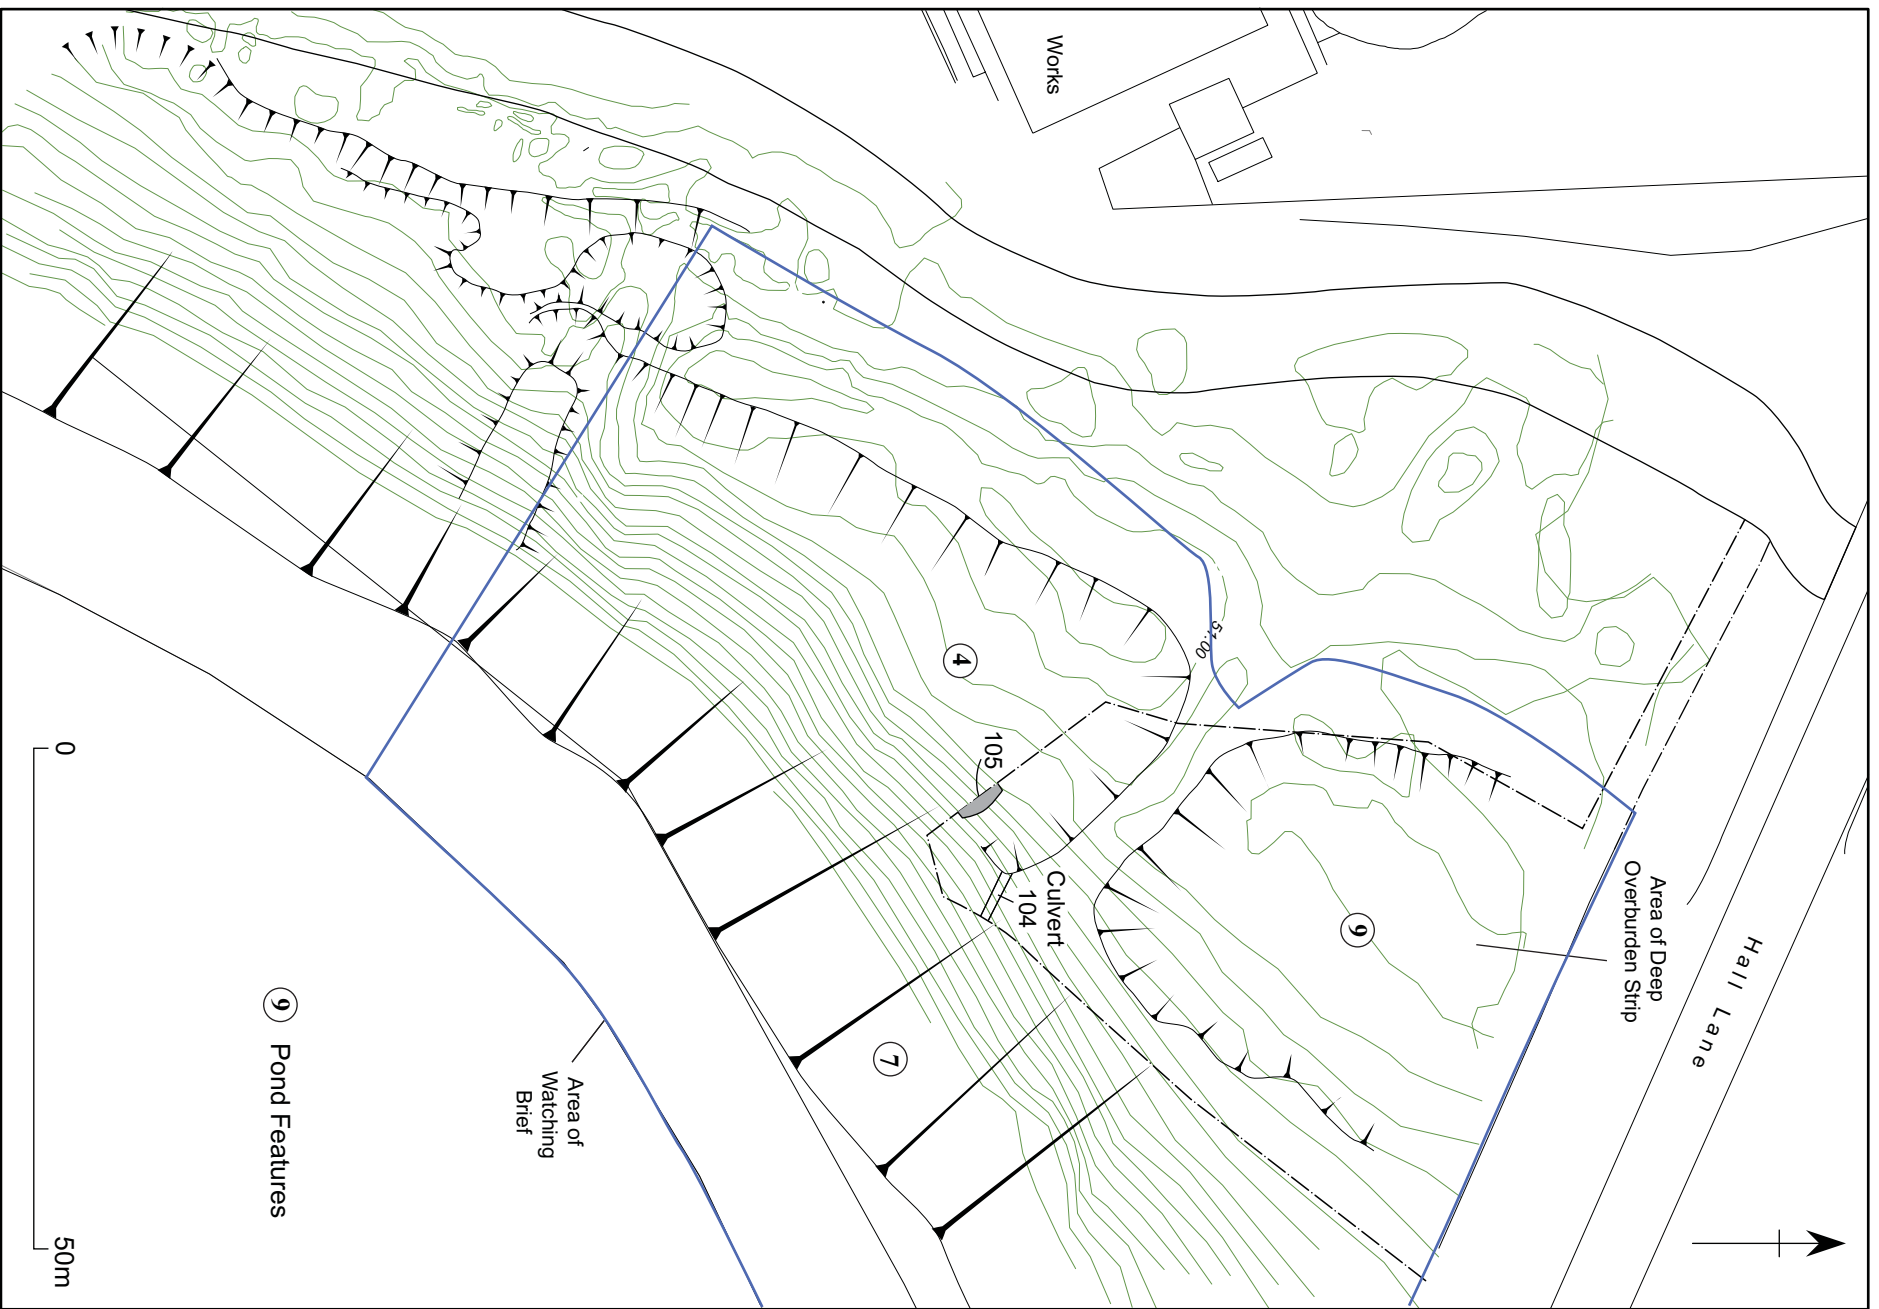 Works
51.00
4
105
Culvert
104
9
Area of Deep
Overburden Strip
Hall Lane
7
Area of
Watching
Brief
9 Pond Features
0
50m